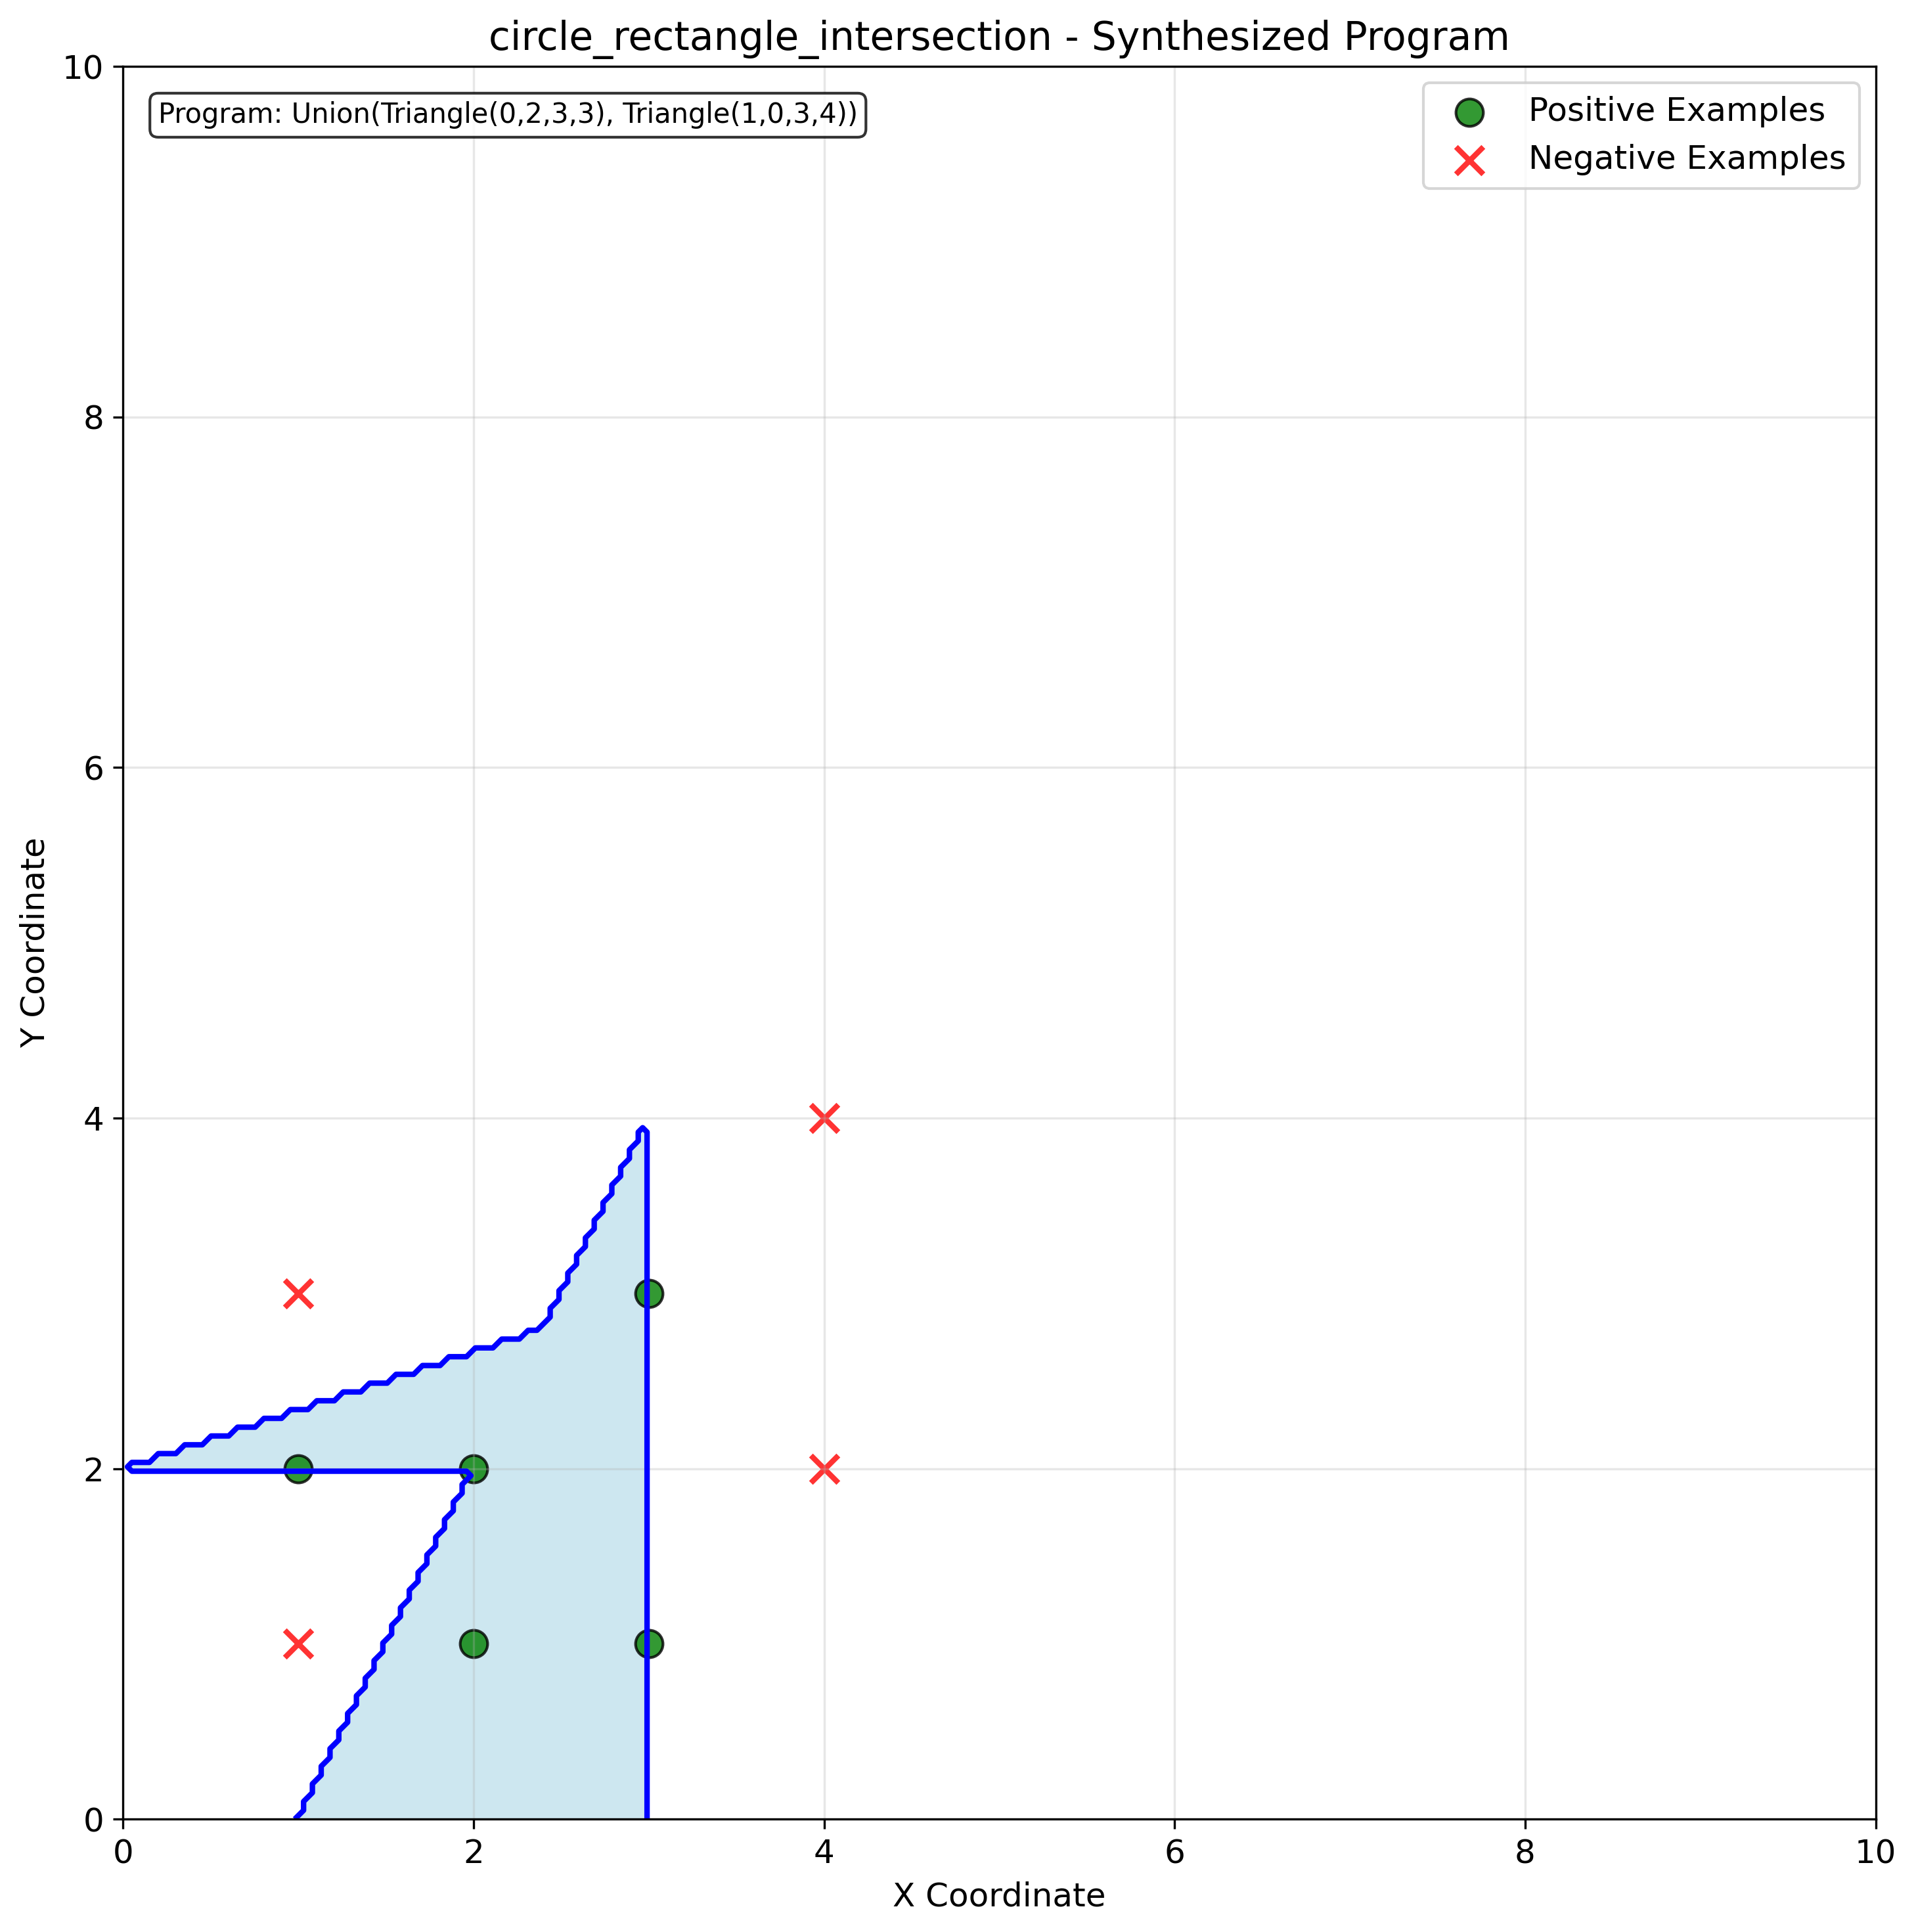 circle_rectangle_intersection - Synthesized Program
Program: Union(Triangle(0,2,3,3), Triangle(1,0,3,4))
Positive Examples
Negative Examples
Y Coordinate
10
8
6
4
2
0
0 2 4 6 8 10
X Coordinate